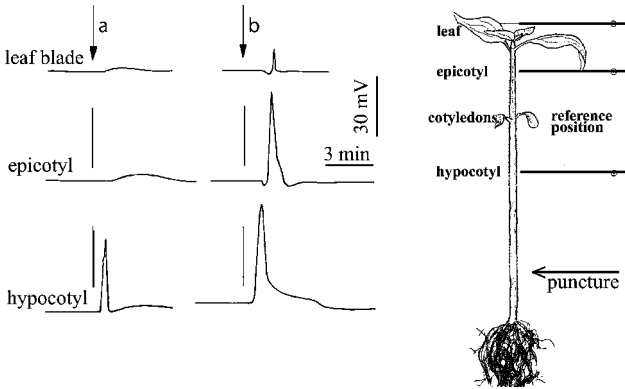 a
b
leaf blade
epicotyl
hypocotyl
30 mV
3 min
leaf
epicotyl
cotyledons
reference
position
hypocotyl
puncture